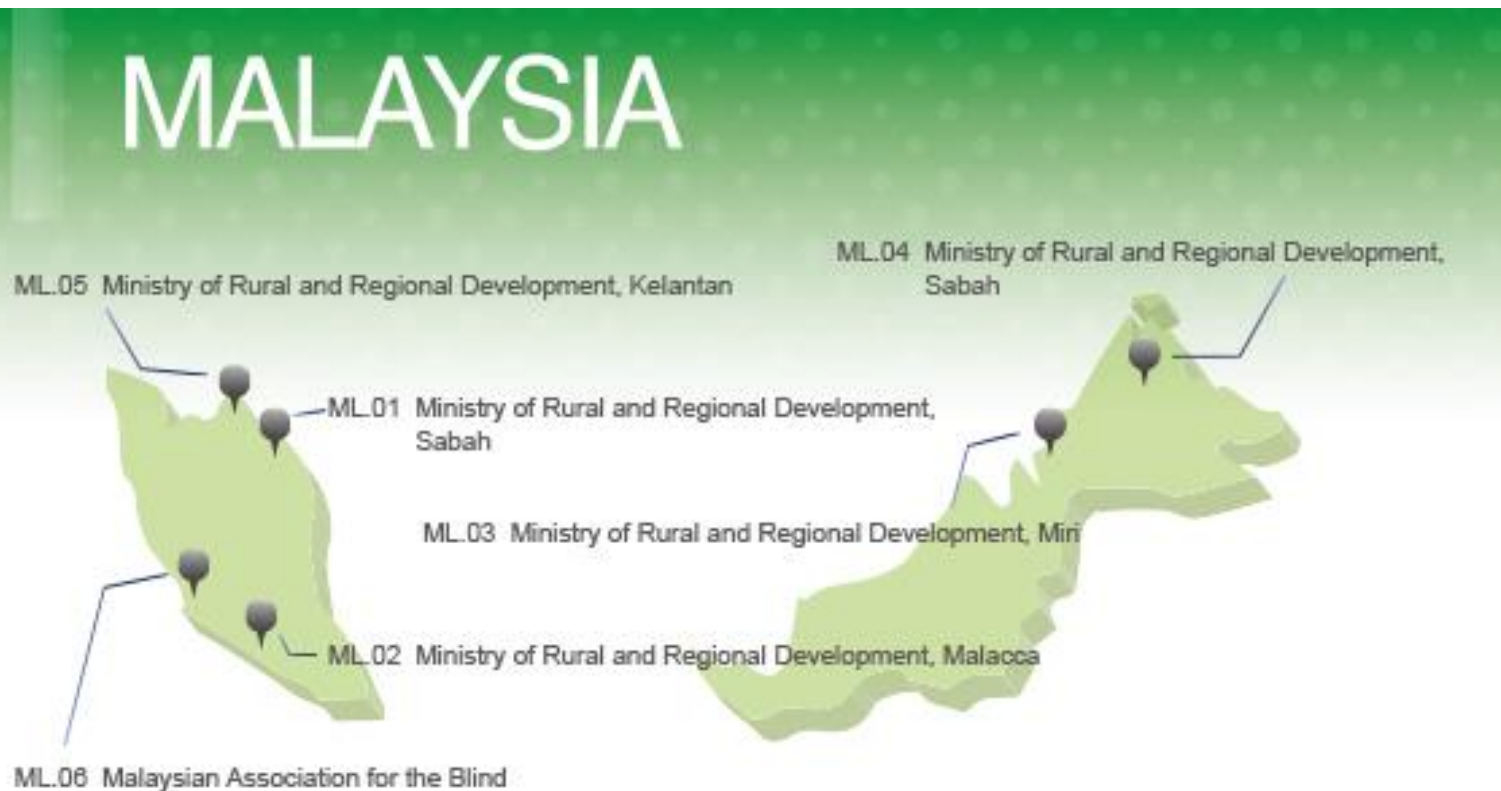 MALAYSIA
ML.04 Ministry of Rural and Regional Development,
Sabah
ML.05 Ministry of Rural and Regional Development, Kelantan
ML.01 Ministry of Rural and Regional Development,
Sabah
ML.03 Ministry of Rural and Regional Development, Miri
ML.02 Ministry of Rural and Regional Development, Malacca
ML.06 Malaysian Association for the Blind